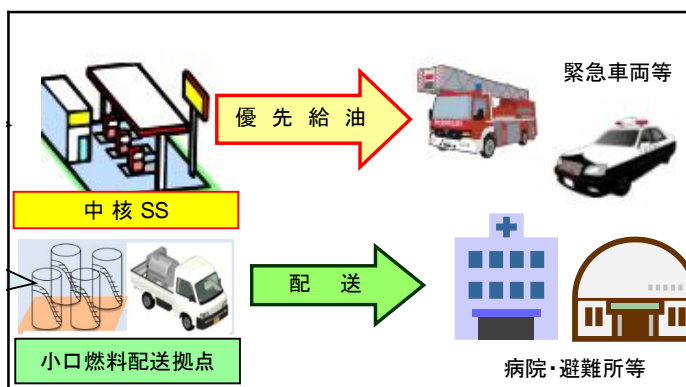 緊急車両等
優先給油
中核SS
配送
小口燃料配送拠点
病院・避難所等